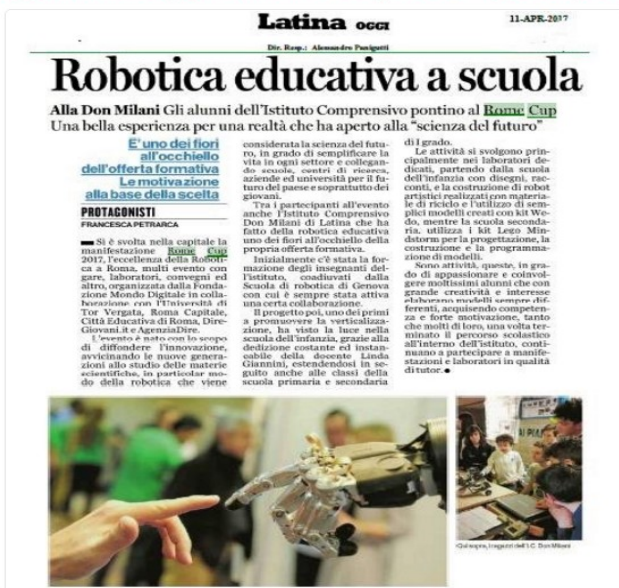 Latina OGGI
11-APR-2017
Dir. Resp.: Alessandro Panigutti
Robotica educativa a scuola
Alla Don Milani Gli alunni dell'Istituto Comprensivo pontino al Rome Cup
Una bella esperienza per una realtà che ha aperto alla "scienza del futuro"
E' uno dei fiori
all'occhiello
dell'offerta formativa
Le motivazione
alla base della scelta
PROTAGONISTI
FRANCESCA PETRARCA
Si è svolta nella capitale la
manifestazione Rome Cup
2017, l'eccellenza della Roboti-
ca a Roma, multi evento con
gare, laboratori, convegni ed
altro, organizzata dalla Fonda-
zione Mondo Digitale in colla-
borazione con l'Università di
Tor Vergata, Roma Capitale,
Città Educativa di Roma, Dire-
Giovani.it e AgenziaDire.
L'evento è nato con lo scopo
di diffondere l'innovazione,
avvicinando le nuove genera-
zioni allo studio delle materie
scientifiche, in particolar mo-
do della robotica che viene
considerata la scienza del futu-
ro, in grado di semplificare la
vita in ogni settore e collegan-
do scuole, centri di ricerca,
aziende ed università per il fu-
turo del paese e soprattutto dei
giovani.
Tra i partecipanti all'evento
anche l'Istituto Comprensivo
Don Milani di Latina che ha
fatto della robotica educativa
uno dei fiori all'occhiello della
propria offerta formativa.
Inizialmente c'è stata la for-
mazione degli insegnanti del-
l'istituto, coadiuvati dalla
Scuola di robotica di Genova
con cui è sempre stata attiva
una certa collaborazione.
Il progetto poi, uno dei primi
a promuovere la verticalizza-
zione, ha visto la luce nella
scuola dell'infanzia, grazie alla
dedizione costante ed instan-
cabile della docente Linda
Giannini, estendendosi in se-
guito anche alle classi della
scuola primaria e secondaria
di I grado.
Le attività si svolgono prin-
cipalmente nei laboratori de-
dicati, partendo dalla scuola
dell'infanzia con disegni, rac-
conti, e la costruzione di robot
artistici realizzati con materia-
le di riciclo e l'utilizzo di sem-
plici modelli creati con kit We-
do, mentre la scuola seconda-
ria, utilizza i kit Lego Mind-
storm per la progettazione, la
costruzione e la programma-
zione di modelli.
Sono attività, queste, in gra-
do di appassionare e coinvol-
gere moltissimi alunni che con
grande creatività e interesse
elaborano modelli sempre dif-
ferenti, acquisendo competen-
za e forte motivazione, tanto
che molti di loro, una volta ter-
minato il percorso scolastico
all'interno dell'istituto, conti-
nuano a partecipare a manife-
stazioni e laboratori in qualità
di tutor.
Qui sopra, i ragazzi dell'I.C. Don Milani